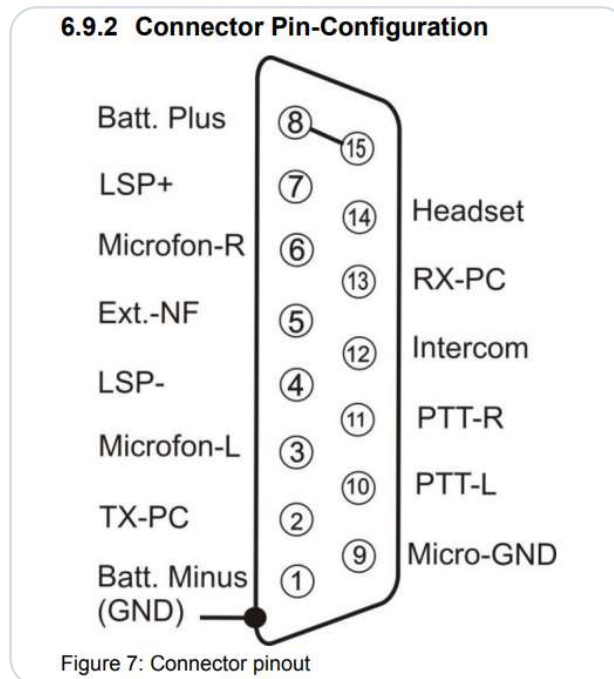 6.9.2 Connector Pin-Configuration
Batt. Plus
8
15
LSP+
7
14
Headset
Microfon-R
6
13
RX-PC
Ext.-NF
5
12
Intercom
LSP-
4
11
PTT-R
Microfon-L
3
10
PTT-L
TX-PC
2
9
Micro-GND
Batt. Minus
(GND)
1
Figure 7: Connector pinout